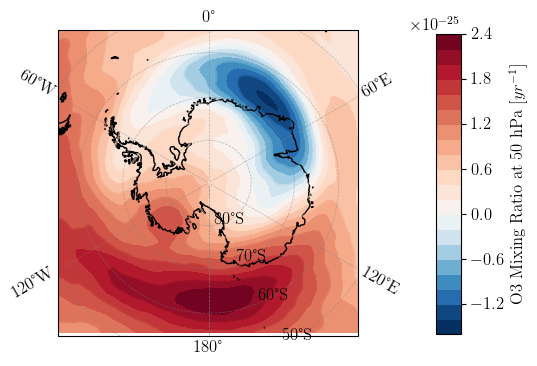 0°
×10⁻²⁵
60°W
60°E
2.4
1.8
1.2
0.6
0.0
−0.6
−1.2
O3 Mixing Ratio at 50 hPa [yr⁻¹]
80°S
70°S
60°S
50°S
120°W
120°E
180°